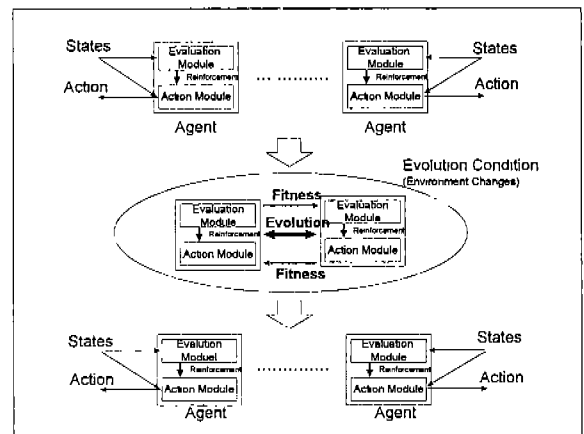 States
Evaluation
Module
Reinforcement
Action
Action Module
Agent
Evaluation
Module
Reinforcement
Action Module
Agent
States
Action
Evolution Condition
(Environment Changes)
Fitness
Evaluation
Module
Reinforcement
Action Module
Evolution
Evaluation
Module
Reinforcement
Action Module
Fitness
States
Evalution
Moduel
Reinforcement
Action
Action Module
Agent
Evaluation
Module
Reinforcement
Action Module
Agent
States
Action